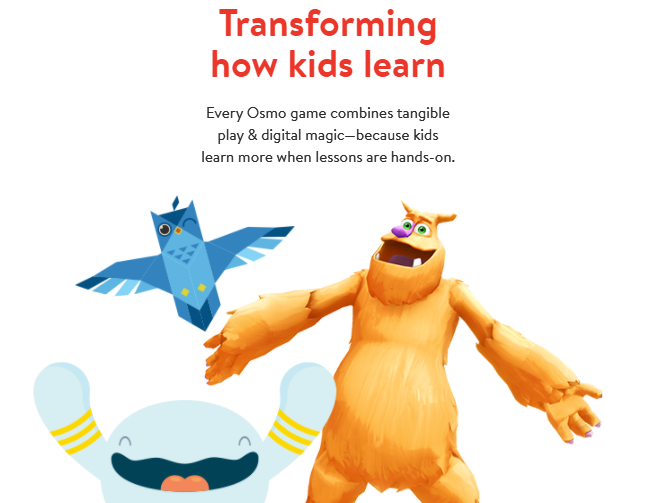 Transforming
how kids learn
Every Osmo game combines tangible
play & digital magic—because kids
learn more when lessons are hands-on.